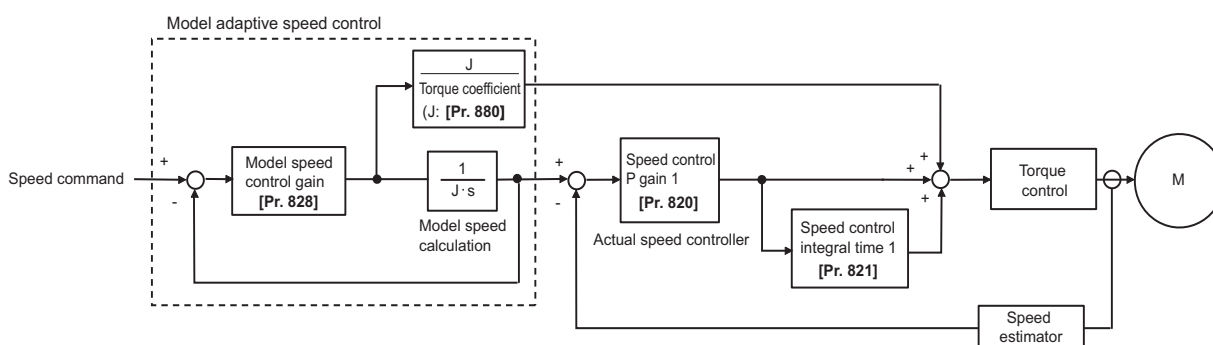 Model adaptive speed control
J
Torque coefficient
(J: [Pr. 880]
Speed command
+
-
Model speed
control gain
[Pr. 828]
1
J·s
Model speed
calculation
+
-
Speed control
P gain 1
[Pr. 820]
Actual speed controller
Speed control
integral time 1
[Pr. 821]
+
+
+
Torque
control
M
Speed
estimator